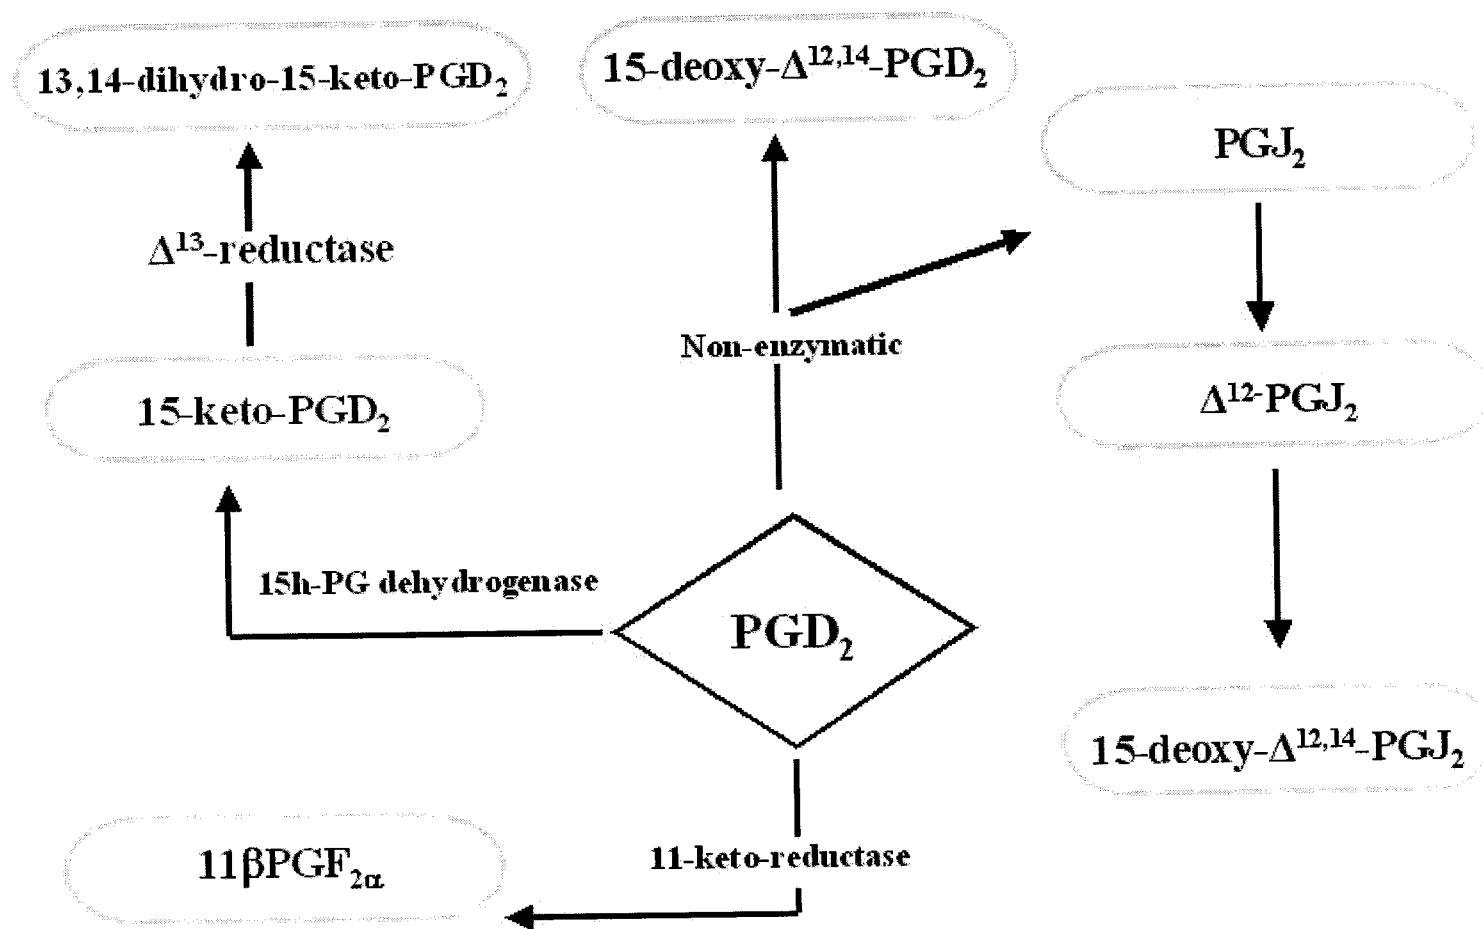 13,14-dihydro-15-keto-PGD₂
15-deoxy-Δ¹²,¹⁴-PGD₂
PGJ₂
Δ¹³-reductase
Non-enzymatic
15-keto-PGD₂
Δ¹²⁻PGJ₂
15h-PG dehydrogenase
PGD₂
15-deoxy-Δ¹²,¹⁴-PGJ₂
11βPGF₂α
11-keto-reductase